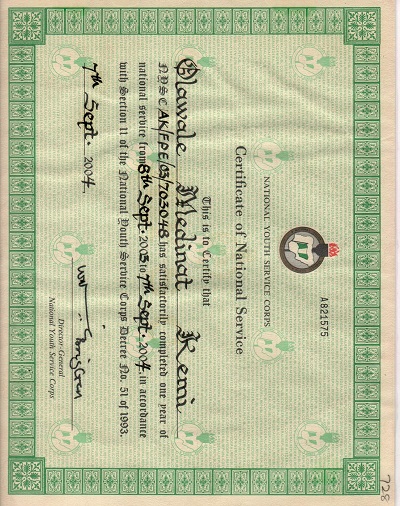 A821575
NATIONAL YOUTH SERVICE CORPS
Certificate of National Service
This is to Certify that
Olawale Medinat Kemi
NYSC/AK/FPE/03/703048 has satisfactorily completed one year of
national service from 8th Sept. 2003 to 7th Sept. 2004, in accordance
with Section 11 of the National Youth Service Corps Decree No. 51 of 1993.
7th Sept. 2004.
Director General
National Youth Service Corps
728